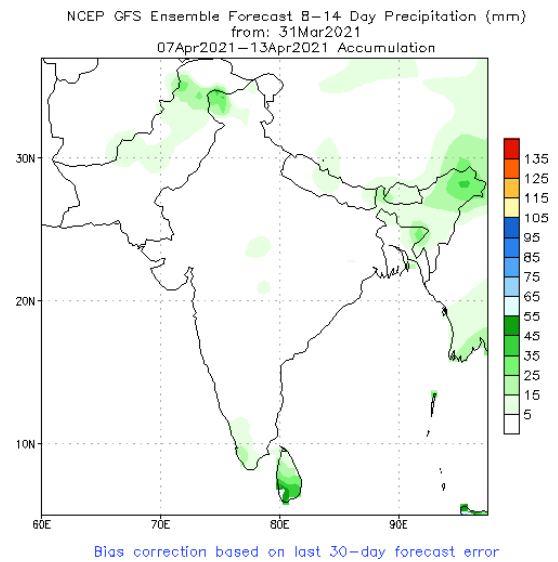 NCEP GFS Ensemble Forecast 8-14 Day Precipitation (mm)
from: 31Mar2021
07Apr2021-13Apr2021 Accumulation
30N
20N
10N
60E
70E
80E
90E
135
125
115
105
95
85
75
65
55
45
35
25
15
5
Bias correction based on last 30-day forecast error